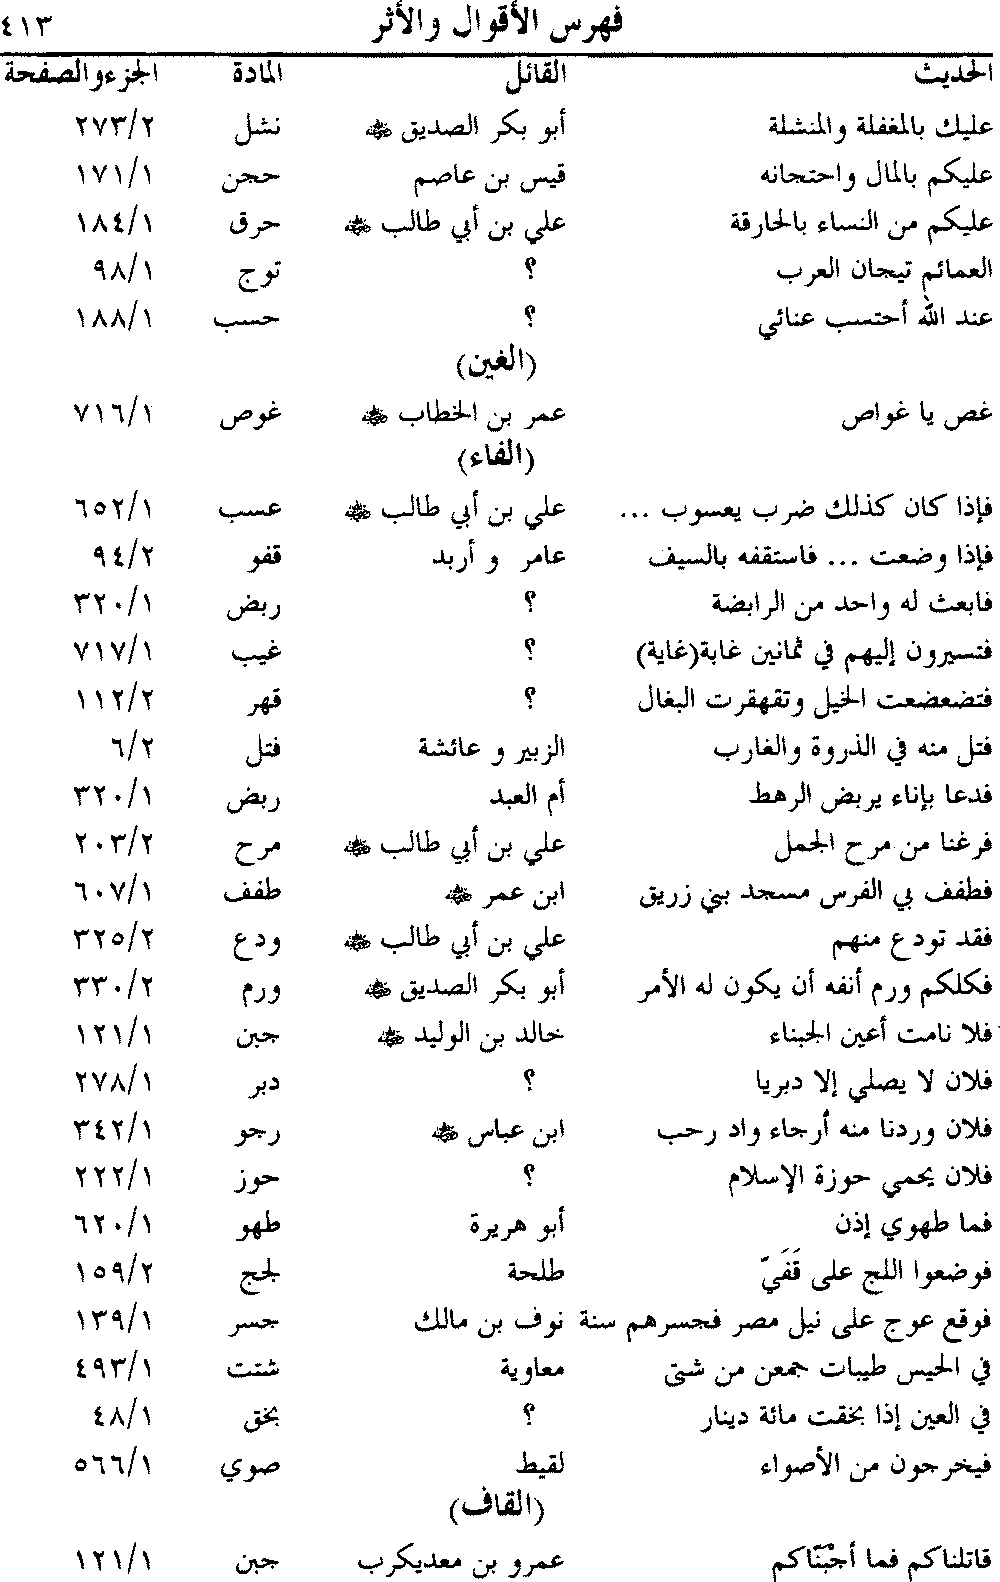 فهرس الأقوال والأثر ٤١٣
الحديث القائل المادة الجزء والصفحة
عليك بالمغفلة والمنشلة أبو بكر الصديق ﷺ نشل ٢٧٣/٢
عليكم بالمال واحتجانه قيس بن عاصم حجن ١٧١/١
عليكم من النساء بالحارقة علي بن أبي طالب ﷺ حرق ١٨٤/١
العمائم تيجان العرب ؟ توج ٩٨/١
عند الله أحتسب عنائي ؟ حسب ١٨٨/١
(الغين)
غص يا غواص عمر بن الخطاب ﷺ غوص ٧١٦/١
(الفاء)
فإذا كان كذلك ضرب يعسوب ... علي بن أبي طالب ﷺ عسب ٦٥٢/١
فإذا وضعت ... فاستقفه بالسيف عامر و أربد قفو ٩٤/٢
فابعث له واحد من الرابضة ؟ ربض ٣٢٠/١
فتسيرون إليهم في ثمانين غابة(غاية) ؟ غيب ٧١٧/١
فتضعضعت الخيل وتقهقرت البغال ؟ قهر ١١٢/٢
فتل منه في الذروة والغارب الزبير و عائشة فتل ٦/٢
فدعا بإناء يربض الرهط أم العبد ربض ٣٢٠/١
فرغنا من مرح الجمل علي بن أبي طالب ﷺ مرح ٢٠٣/٢
فطفف بي الفرس مسجد بني زريق ابن عمر ﷺ طفف ٦٠٧/١
فقد تودع منهم علي بن أبي طالب ﷺ ودع ٣٢٥/٢
فكلكم ورم أنفه أن يكون له الأمر أبو بكر الصديق ﷺ ورم ٣٣٠/٢
فلا نامت أعين الجبناء خالد بن الوليد ﷺ جبن ١٢١/١
فلان لا يصلي إلا دبريا ؟ دبر ٢٧٨/١
فلان وردنا منه أرجاء واد رحب ابن عباس ﷺ رجو ٣٤٢/١
فلان يحمي حوزة الإسلام ؟ حوز ٢٢٢/١
فما طهوي إذن أبو هريرة طهو ٦٢٠/١
فوضعوا اللج على قَفَيّ طلحة لجج ١٥٩/٢
فوقع عوج على نيل مصر فجسرهم سنة نوف بن مالك جسر ١٣٩/١
في الحيس طيبات جمعن من شتى معاوية شتت ٤٩٣/١
في العين إذا بخقت مائة دينار ؟ بخق ٤٨/١
فيخرجون من الأصواء لقيط صوي ٥٦٦/١
(القاف)
قاتلناكم فما أجْبَنّاكم عمرو بن معديكرب جبن ١٢١/١